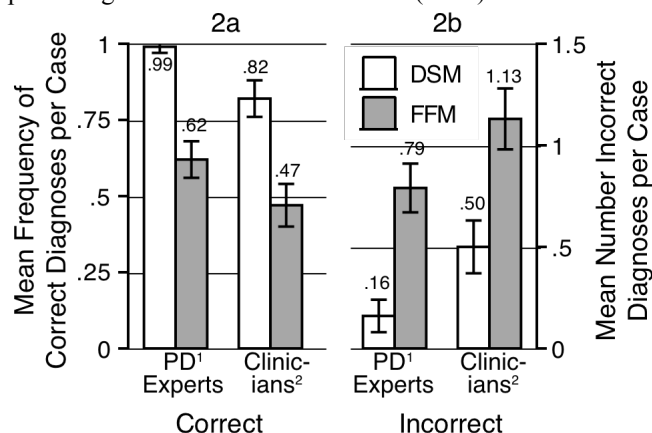 2a
2b
Mean Frequency of
Correct Diagnoses per Case
1
.75
.5
.25
0
.99
.62
.82
.47
PD¹
Experts
Clinic-
ians²
Correct
DSM
FFM
.16
.79
.50
1.13
PD¹
Experts
Clinic-
ians²
Incorrect
1.5
1
.5
0
Mean Number Incorrect
Diagnoses per Case